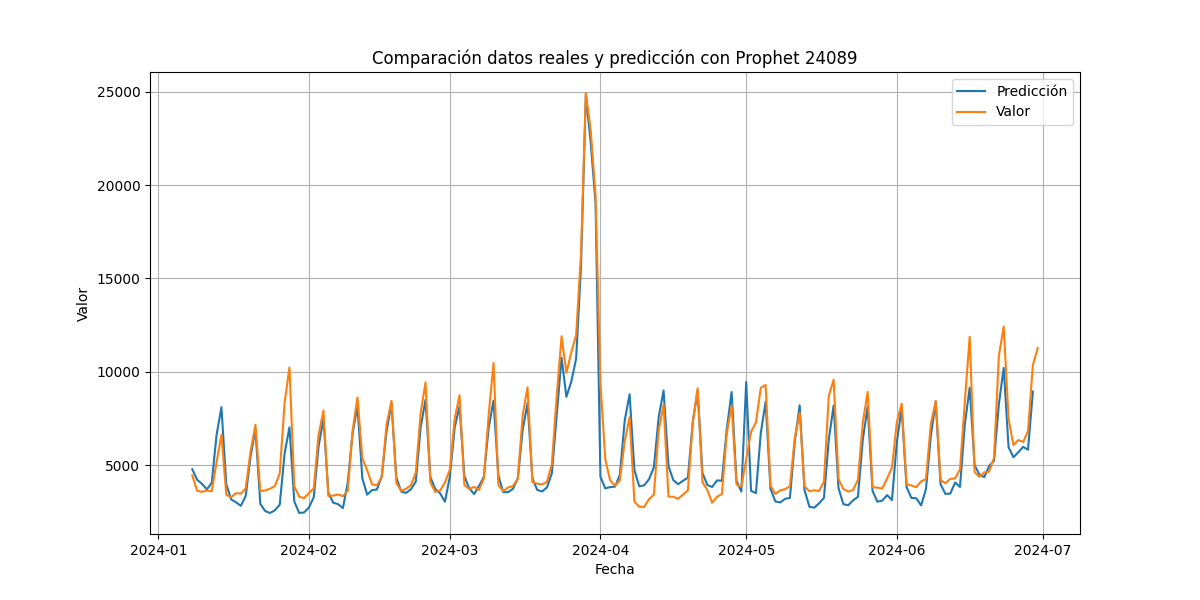 Comparación datos reales y predicción con Prophet 24089
Predicción
Valor
25000
20000
15000
10000
5000
Valor
2024-01 2024-02 2024-03 2024-04 2024-05 2024-06 2024-07
Fecha